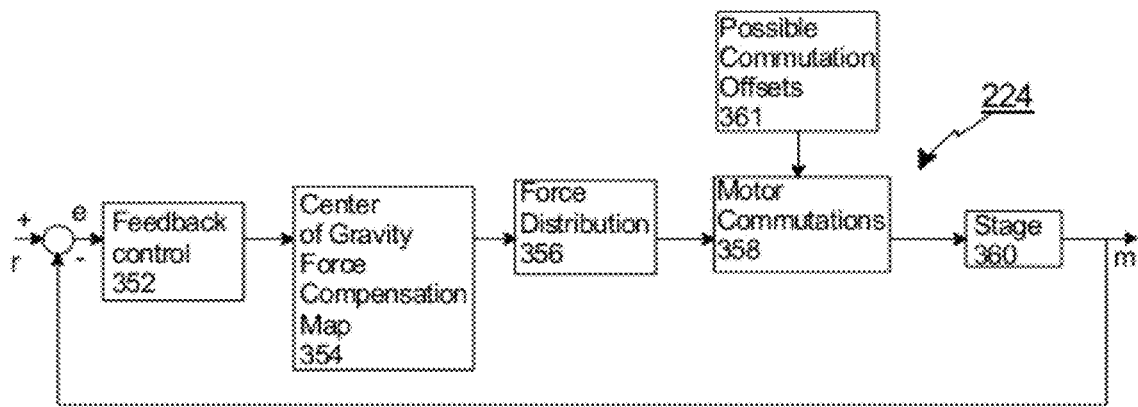 Possible
Commutation
Offsets
361
224
+
r
e
-
Feedback
control
352
Center
of Gravity
Force
Compensation
Map
354
Force
Distribution
356
Motor
Commutations
358
Stage
360
m